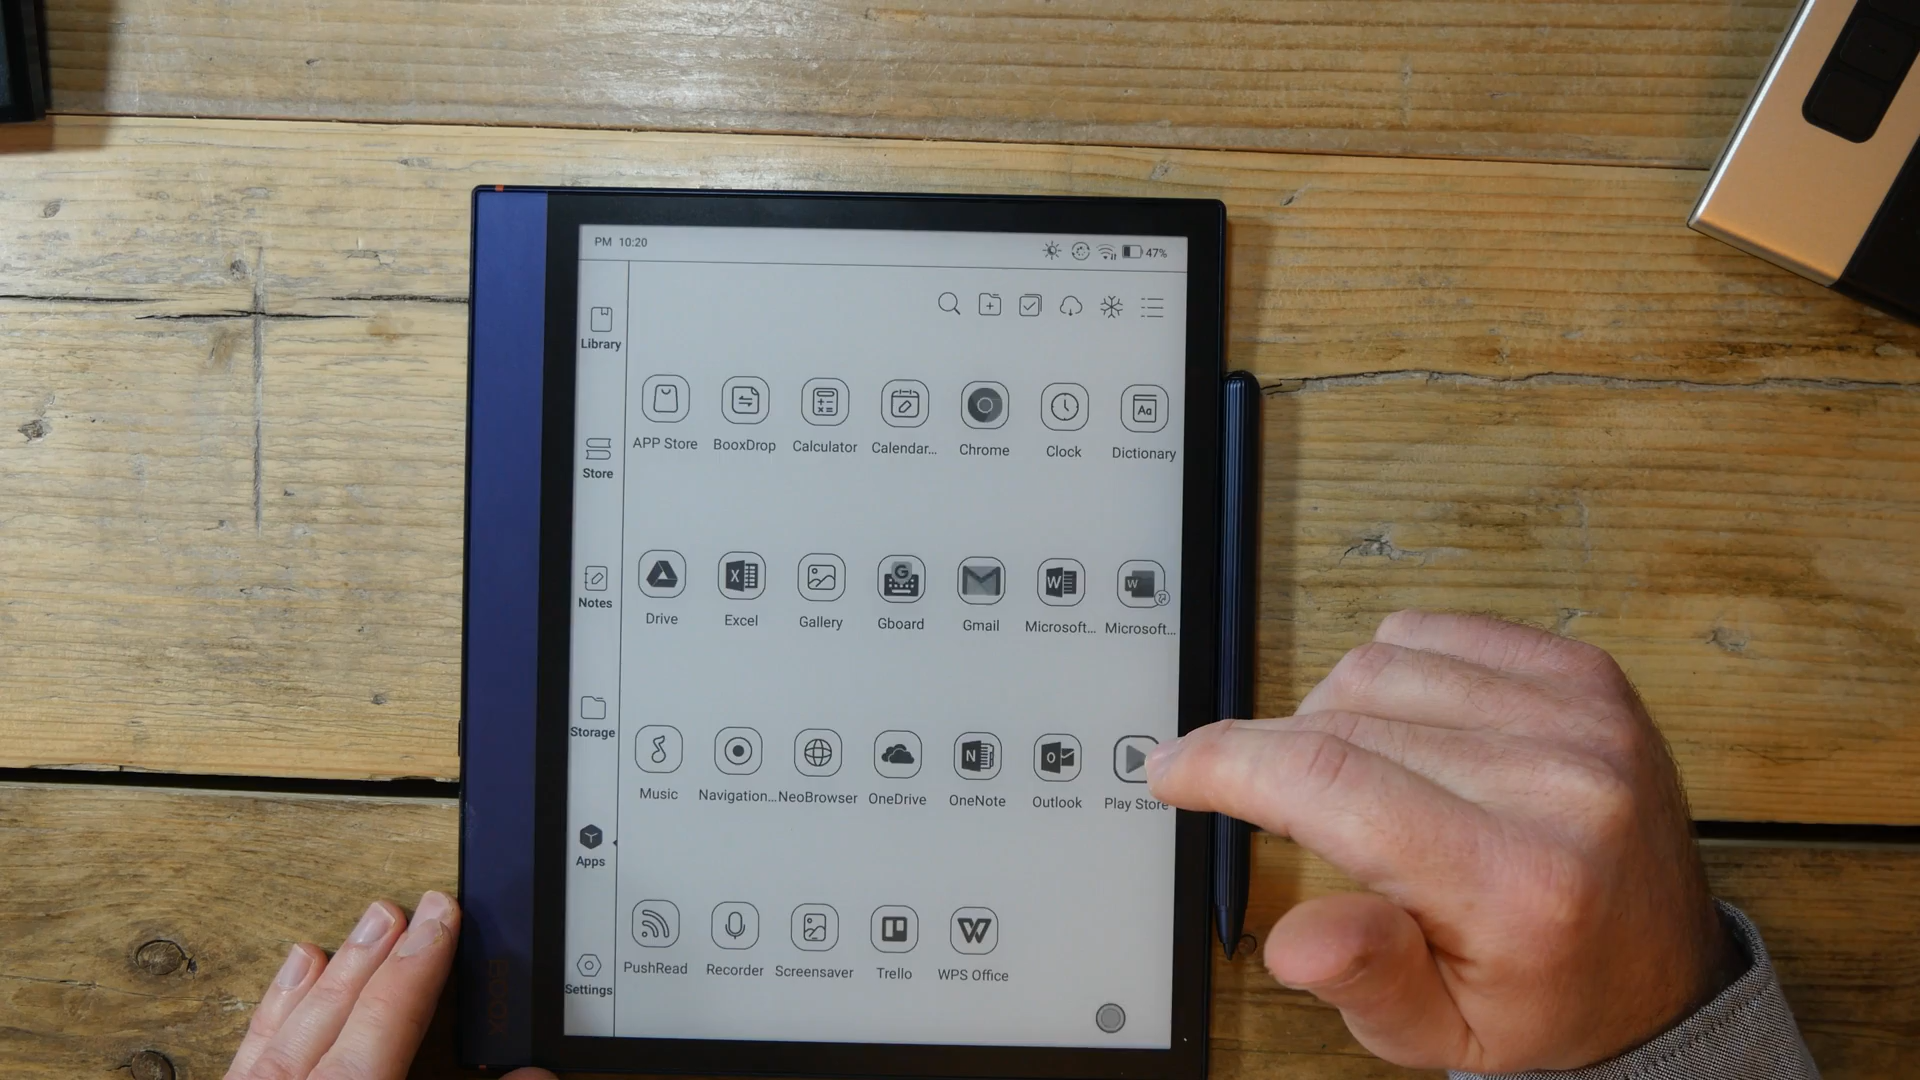 PM 10:20
47%
Library
Store
Notes
Storage
Apps
Settings
APP Store
BooxDrop
Calculator
Calendar...
Chrome
Clock
Aa
Dictionary
Drive
X
Excel
Gallery
G
Gboard
Gmail
W
Microsoft...
W
Microsoft...
Music
Navigation...
NeoBrowser
OneDrive
N
OneNote
O
Outlook
Play Store
PushRead
Recorder
Screensaver
Trello
W
WPS Office
BOOX